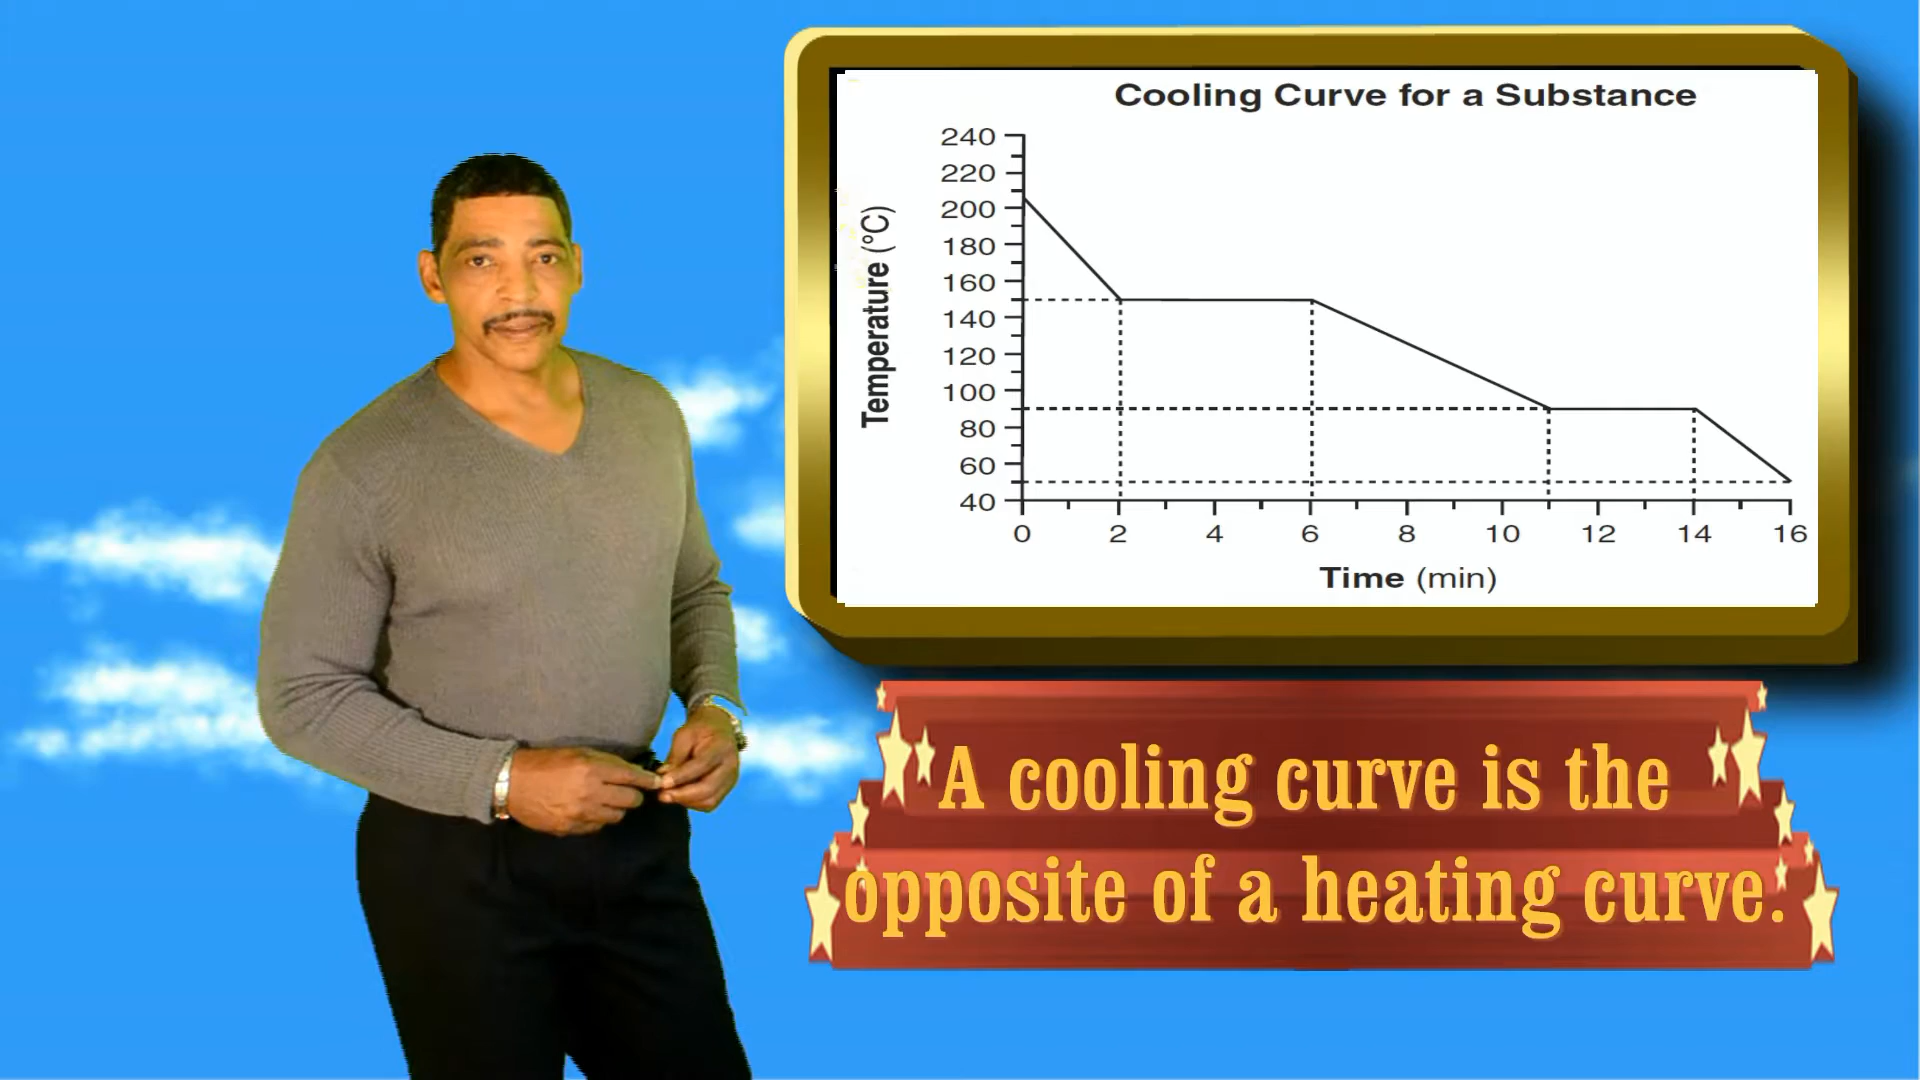 Cooling Curve for a Substance
240
220
200
180
160
140
120
100
80
60
40
Temperature (°C)
0 2 4 6 8 10 12 14 16
Time (min)
A cooling curve is the
opposite of a heating curve.